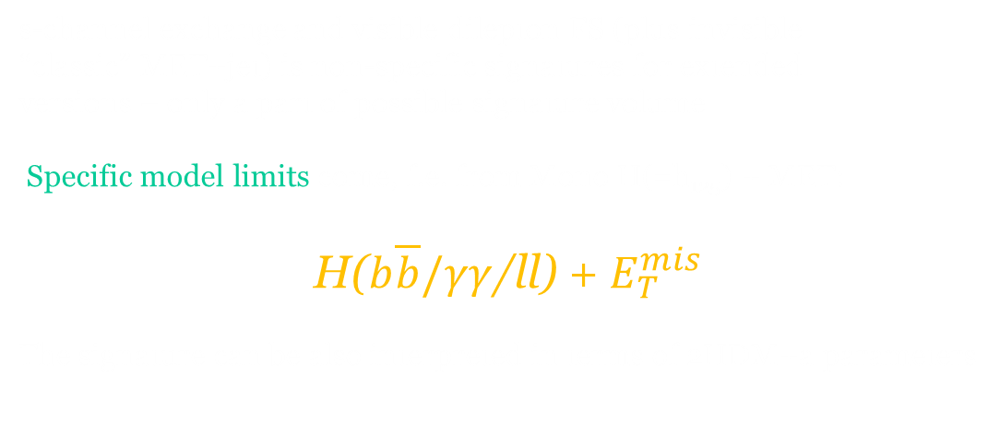 Specific model limits
H(bb̅/γγ/ll) + E_T^{mis}